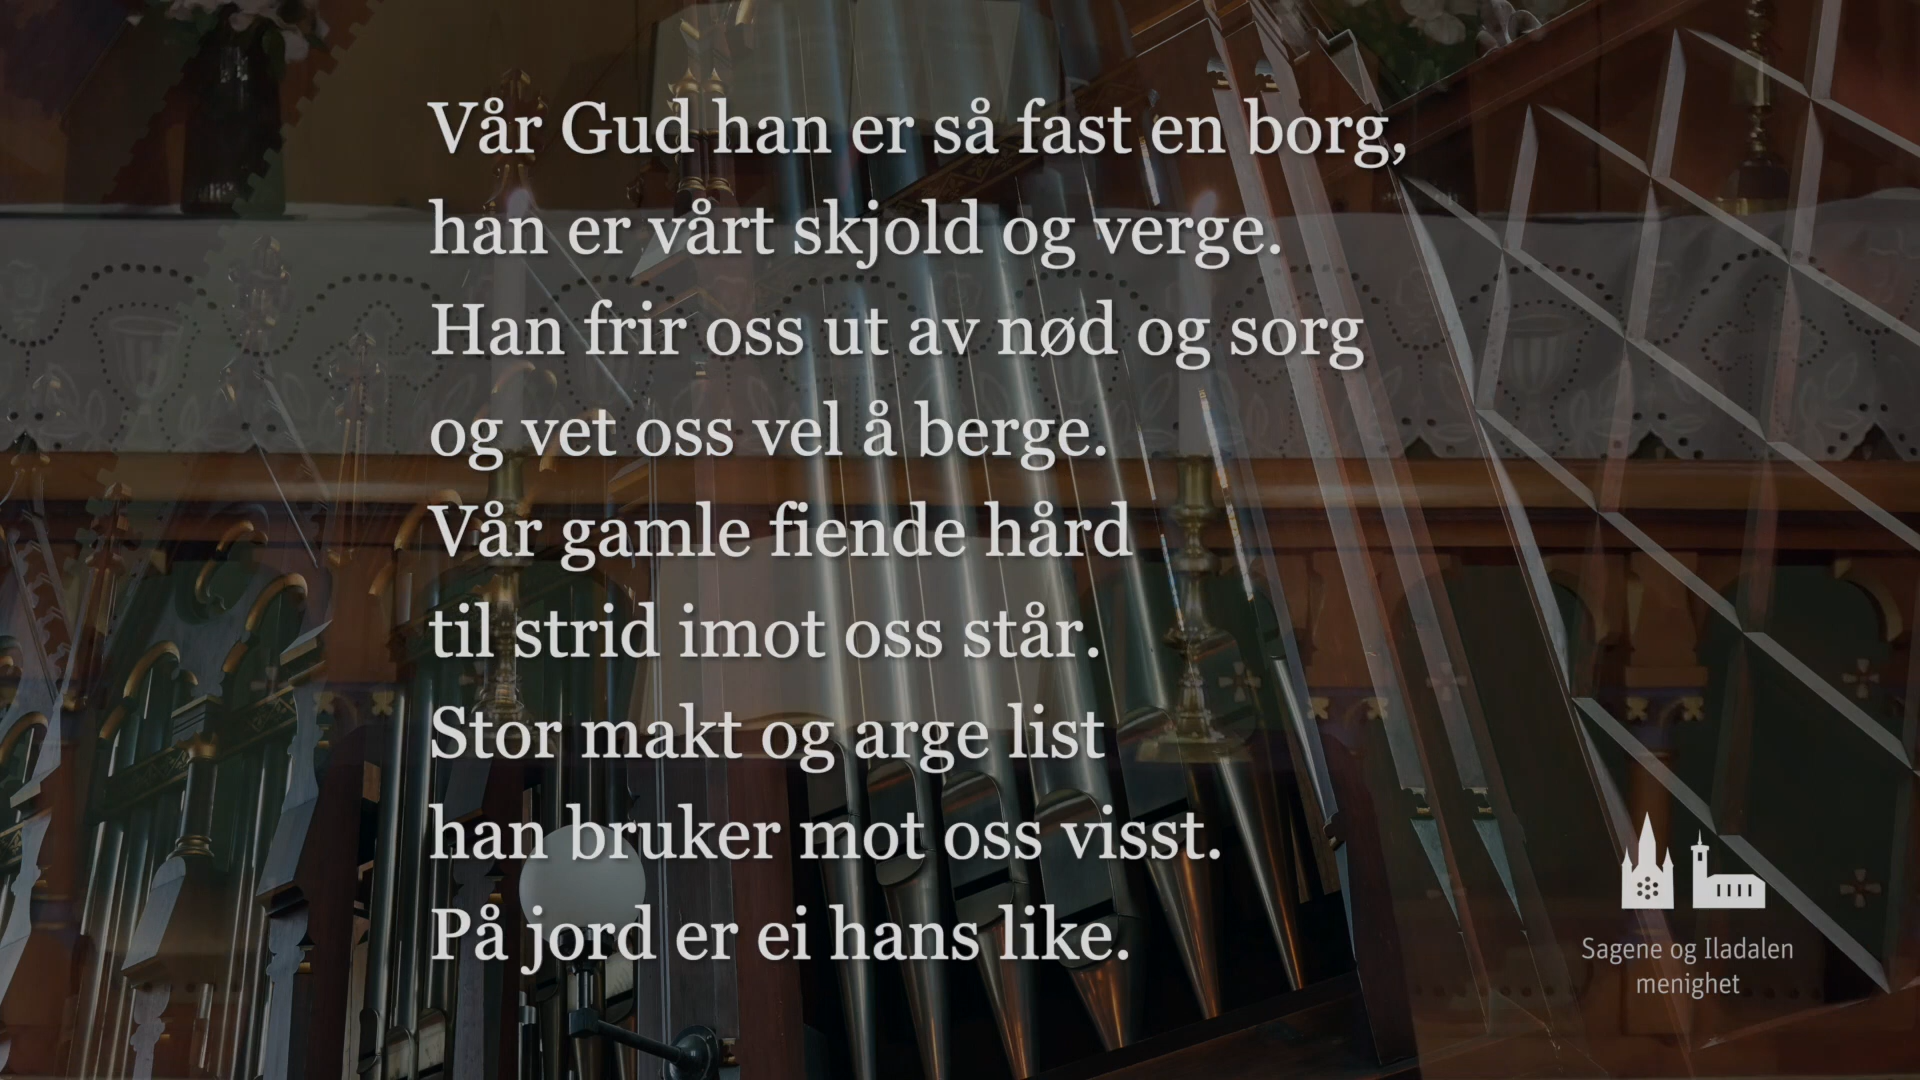 Vår Gud han er så fast en borg,
han er vårt skjold og verge.
Han frir oss ut av nød og sorg
og vet oss vel å berge.
Vår gamle fiende hård
til strid imot oss står.
Stor makt og arge list
han bruker mot oss visst.
På jord er ei hans like.
Sagene og Iladalen
menighet